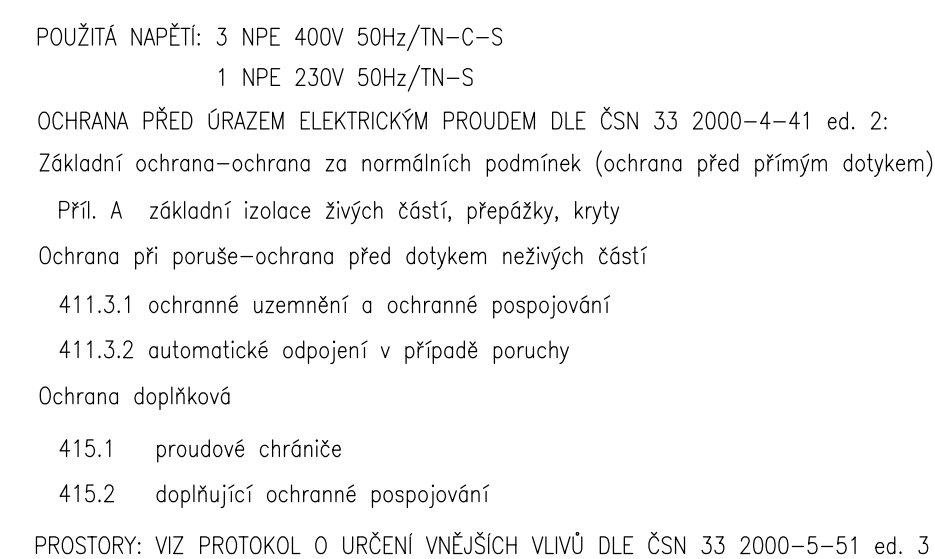 POUŽITÁ NAPĚTÍ: 3 NPE 400V 50Hz/TN-C-S
1 NPE 230V 50Hz/TN-S
OCHRANA PŘED ÚRAZEM ELEKTRICKÝM PROUDEM DLE ČSN 33 2000-4-41 ed. 2:
Základní ochrana-ochrana za normálních podmínek (ochrana před přímým dotykem)
Příl. A základní izolace živých částí, přepážky, kryty
Ochrana při poruše-ochrana před dotykem neživých částí
411.3.1 ochranné uzemnění a ochranné pospojování
411.3.2 automatické odpojení v případě poruchy
Ochrana doplňková
415.1 proudové chrániče
415.2 doplňující ochranné pospojování
PROSTORY: VIZ PROTOKOL O URČENÍ VNĚJŠÍCH VLIVŮ DLE ČSN 33 2000-5-51 ed. 3